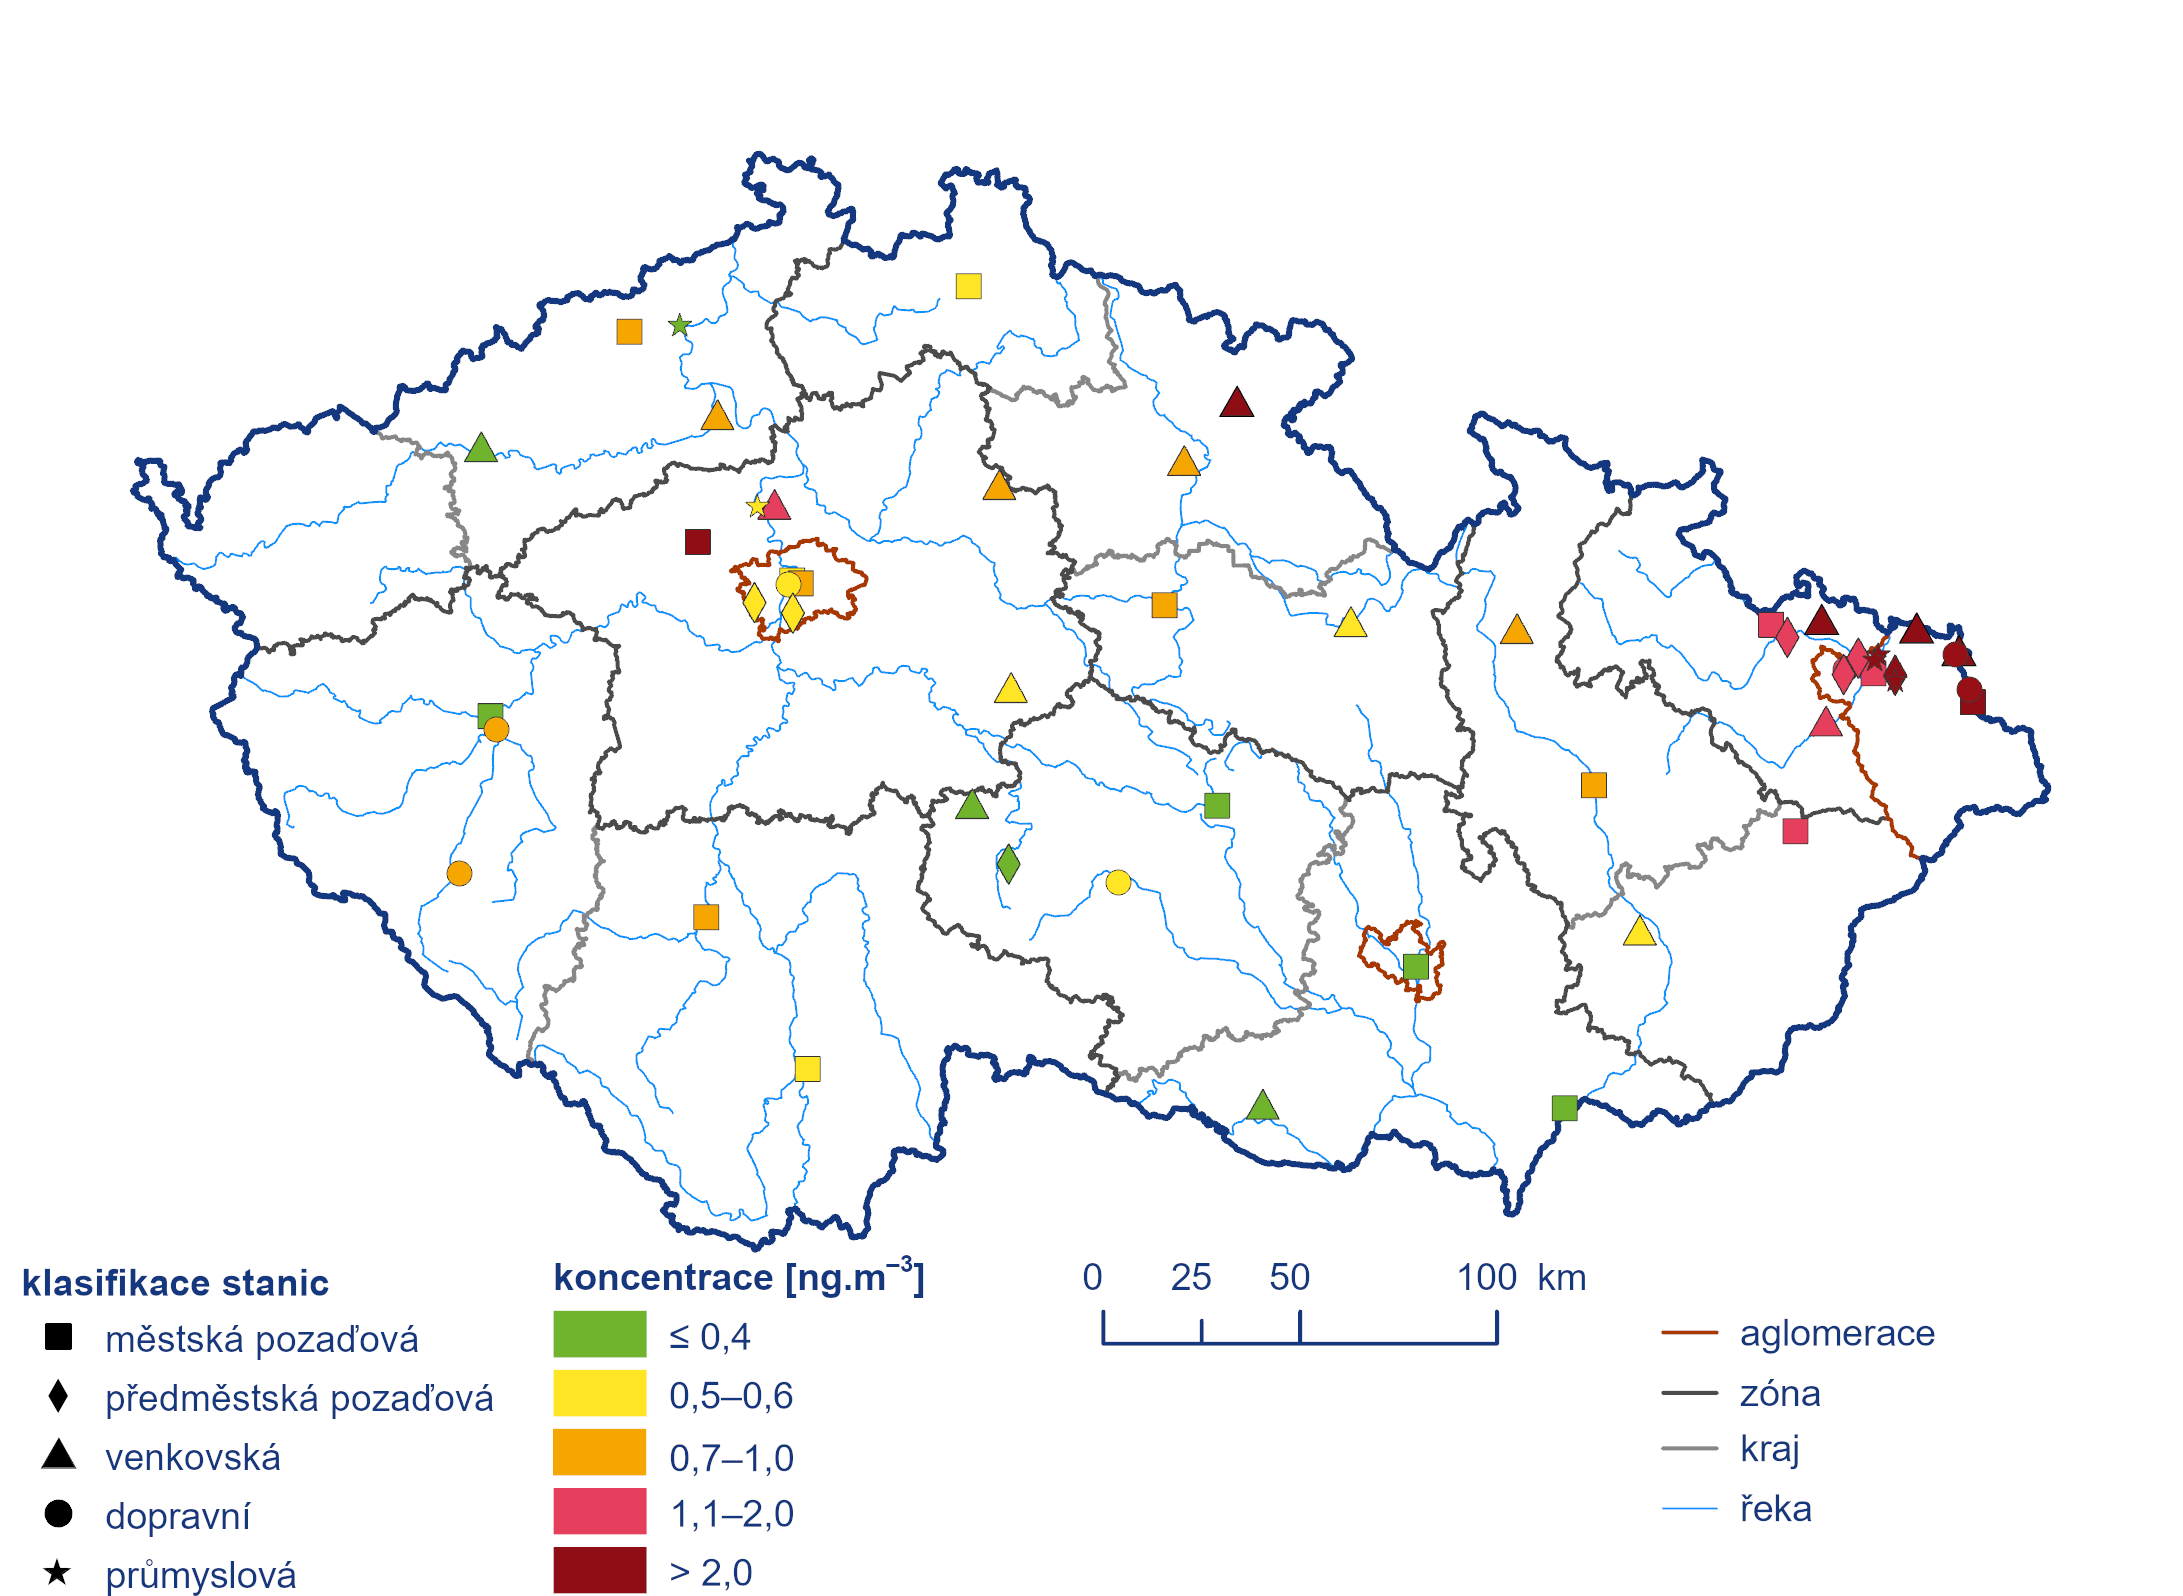 klasifikace stanic
městská pozaďová
předměstská pozaďová
venkovská
dopravní
průmyslová
koncentrace [ng.m⁻³]
≤ 0,4
0,5–0,6
0,7–1,0
1,1–2,0
> 2,0
0 25 50 100 km
aglomerace
zóna
kraj
řeka